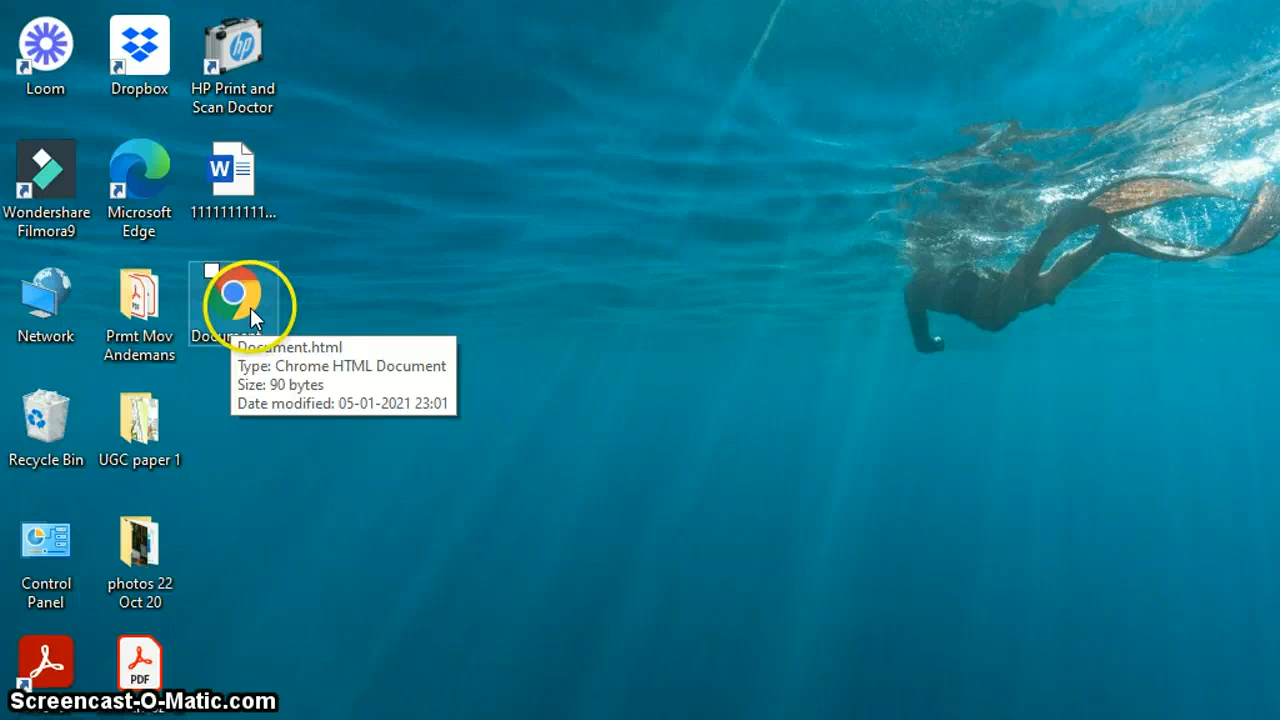 Loom
Dropbox
HP Print and
Scan Doctor
hp
W
Wondershare
Filmora9
Microsoft
Edge
1111111111...
Network
Prmt Mov
Andemans
Document.html
Type: Chrome HTML Document
Size: 90 bytes
Date modified: 05-01-2021 23:01
Recycle Bin
UGC paper 1
Control
Panel
photos 22
Oct 20
PDF
Screencast-O-Matic.com